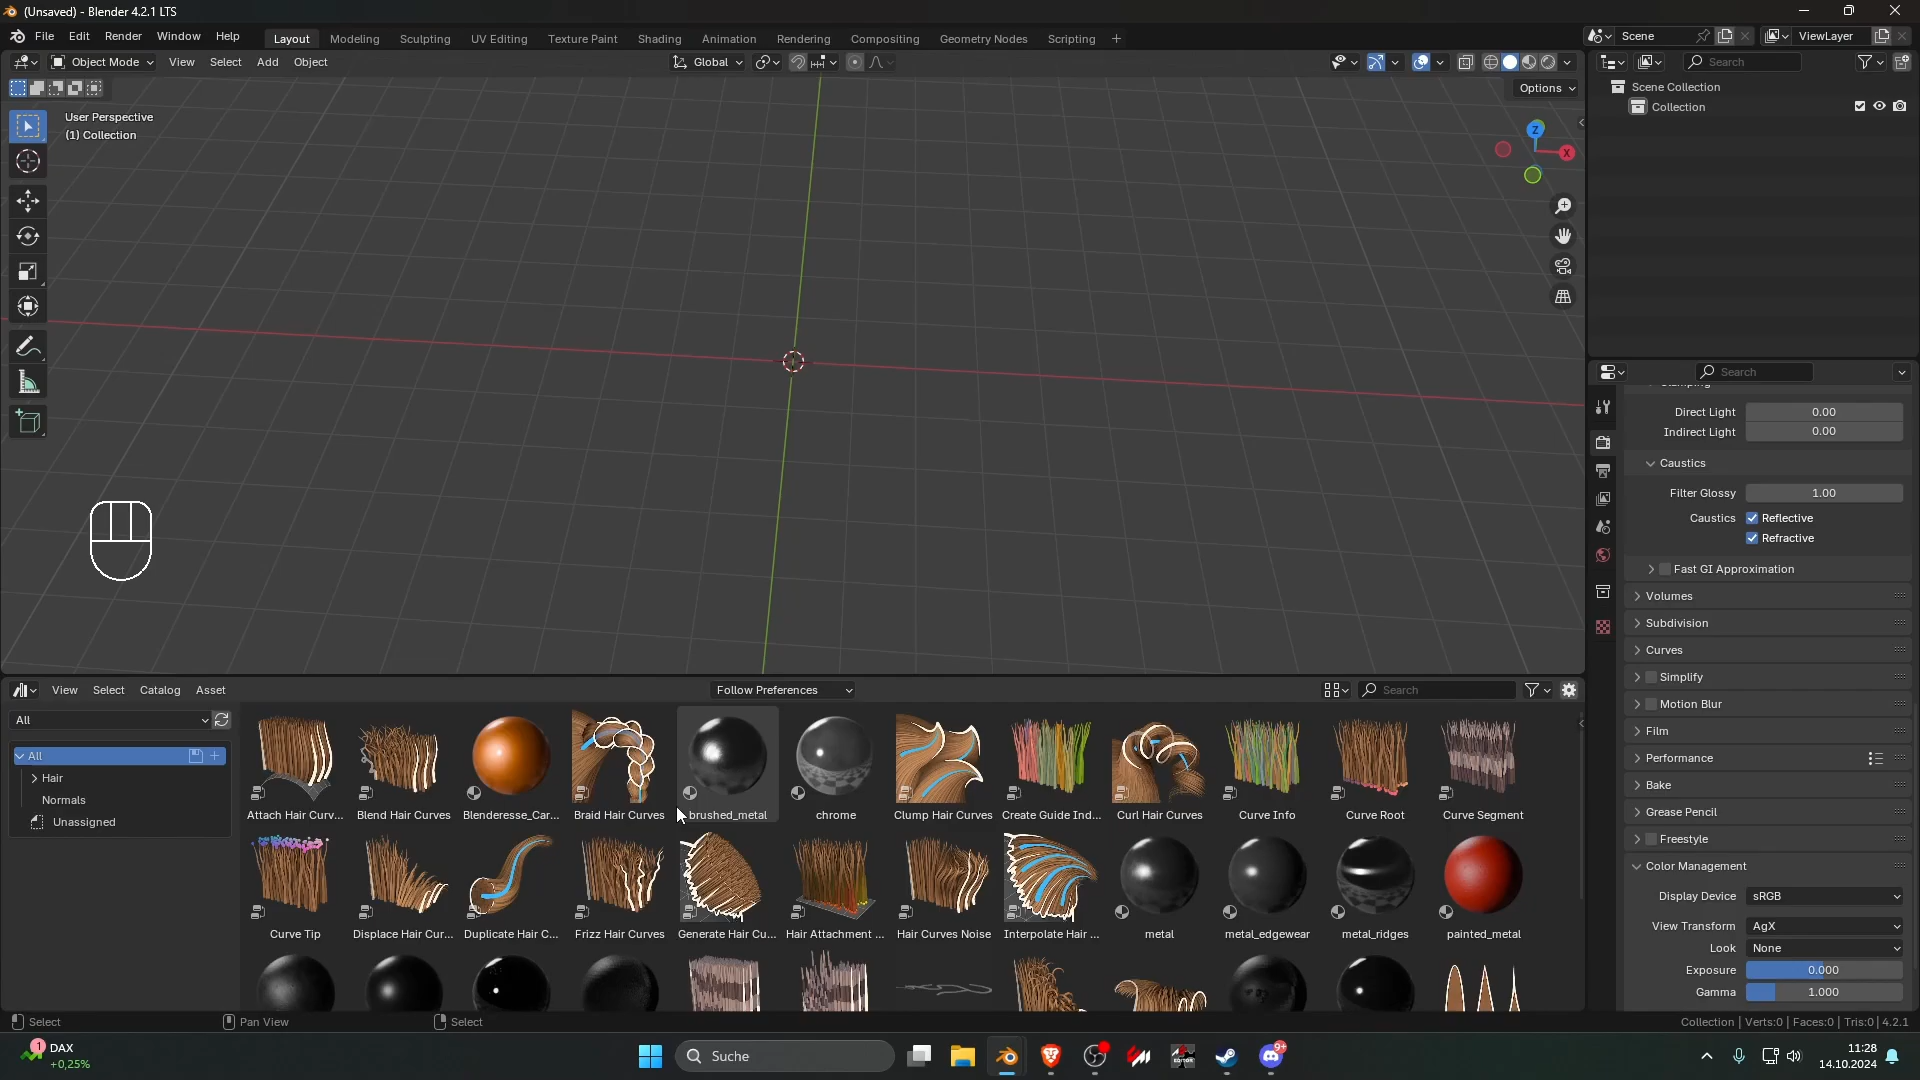 (Unsaved) - Blender 4.2.1 LTS
File Edit Render Window Help Layout Modeling Sculpting UV Editing Texture Paint Shading Animation Rendering Compositing Geometry Nodes Scripting + Scene ViewLayer
Object Mode View Select Add Object Global Search
Options
User Perspective
(1) Collection
Z
X
Scene Collection
Collection
Search
Direct Light 0.00
Indirect Light 0.00
Caustics
Filter Glossy 1.00
Caustics Reflective
Refractive
Fast GI Approximation
Volumes
Subdivision
Curves
Simplify
Motion Blur
Film
Performance
Bake
Grease Pencil
Freestyle
Color Management
Display Device sRGB
View Transform AgX
Look None
Exposure 0.000
Gamma 1.000
View Select Catalog Asset Follow Preferences Search
All
All
Hair
Normals
Unassigned
Attach Hair Curv... Blend Hair Curves Blenderesse_Car... Braid Hair Curves brushed_metal chrome Clump Hair Curves Create Guide Ind... Curl Hair Curves Curve Info Curve Root Curve Segment
Curve Tip Displace Hair Cur... Duplicate Hair C... Frizz Hair Curves Generate Hair Cu... Hair Attachment ... Hair Curves Noise Interpolate Hair ... metal metal_edgewear metal_ridges painted_metal
Select Pan View Select Collection | Verts:0 | Faces:0 | Tris:0 | 4.2.1
1
DAX
+0,25%
Suche
EDITOR
9+
11:28
14.10.2024